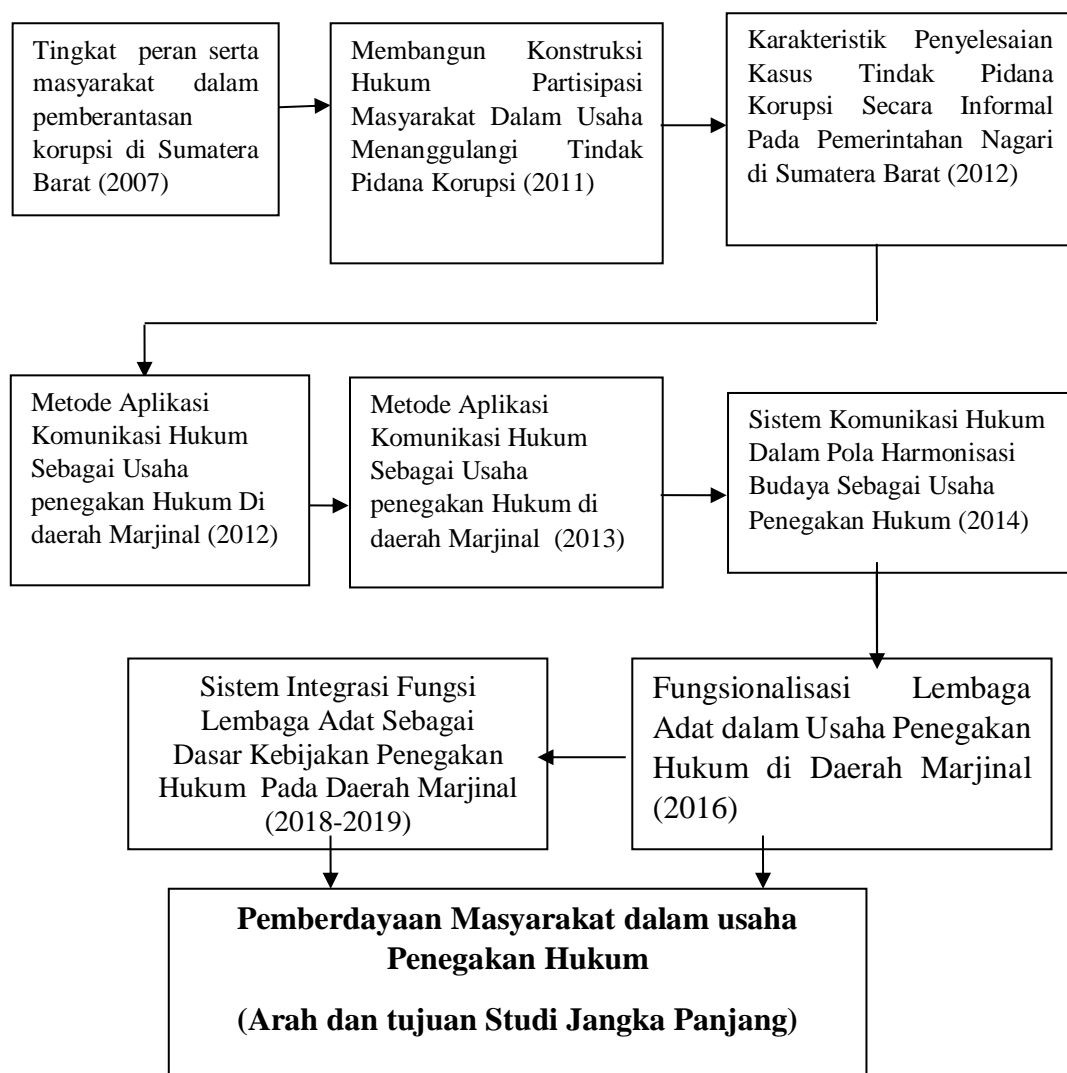 Tingkat peran serta
masyarakat dalam
pemberantasan
korupsi di Sumatera
Barat (2007)
Membangun Konstruksi
Hukum Partisipasi
Masyarakat Dalam Usaha
Menanggulangi Tindak
Pidana Korupsi (2011)
Karakteristik Penyelesaian
Kasus Tindak Pidana
Korupsi Secara Informal
Pada Pemerintahan Nagari
di Sumatera Barat (2012)
Metode Aplikasi
Komunikasi Hukum
Sebagai Usaha
penegakan Hukum Di
daerah Marjinal (2012)
Metode Aplikasi
Komunikasi Hukum
Sebagai Usaha
penegakan Hukum di
daerah Marjinal (2013)
Sistem Komunikasi Hukum
Dalam Pola Harmonisasi
Budaya Sebagai Usaha
Penegakan Hukum (2014)
Sistem Integrasi Fungsi
Lembaga Adat Sebagai
Dasar Kebijakan Penegakan
Hukum Pada Daerah Marjinal
(2018-2019)
Fungsionalisasi Lembaga
Adat dalam Usaha Penegakan
Hukum di Daerah Marjinal
(2016)
Pemberdayaan Masyarakat dalam usaha
Penegakan Hukum
(Arah dan tujuan Studi Jangka Panjang)